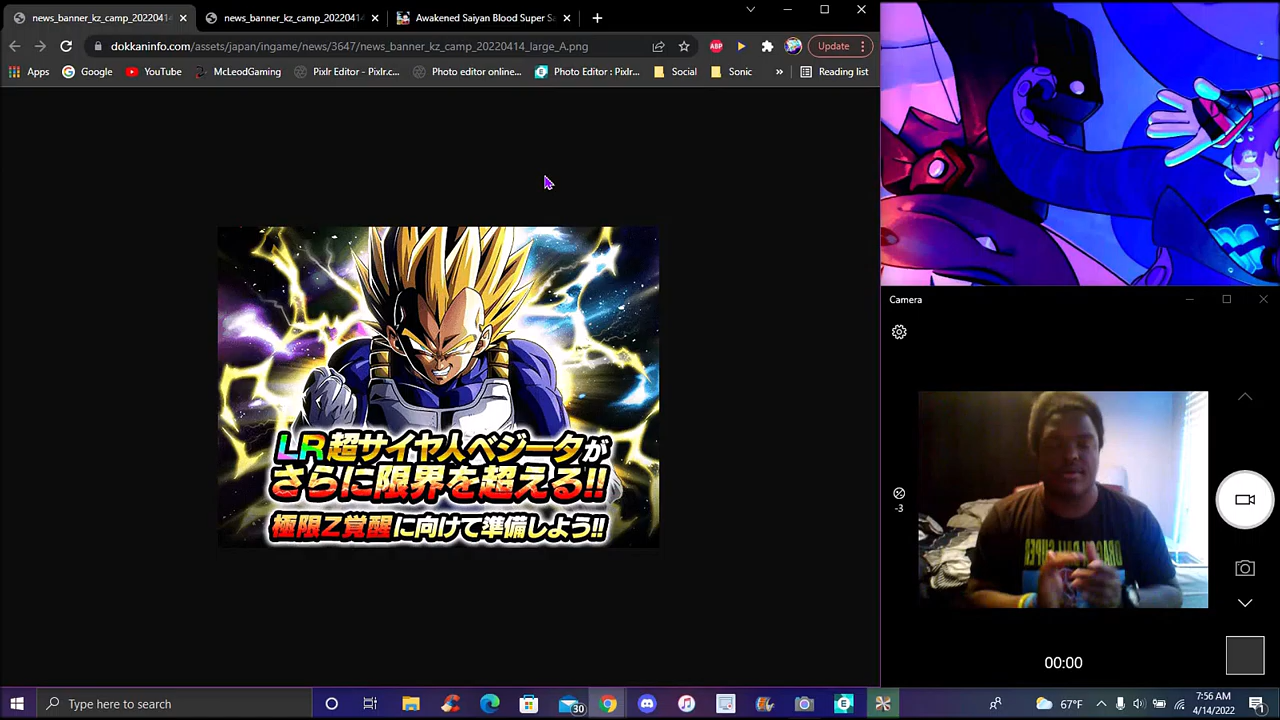 news_banner_kz_camp_20220414
news_banner_kz_camp_20220414
Awakened Saiyan Blood Super Sa
dokkaninfo.com/assets/japan/ingame/news/3647/news_banner_kz_camp_20220414_large_A.png
ABP
Update
Apps
Google
YouTube
McLeodGaming
Pixlr Editor - Pixlr.c...
Photo editor online...
Photo Editor : Pixlr...
Social
Sonic
»
Reading list
Camera
LR超サイヤ人ベジータが
さらに限界を超える!!
極限Z覚醒に向けて準備しよう!!
-3
00:00
Type here to search
30
67°F
7:56 AM
4/14/2022
1